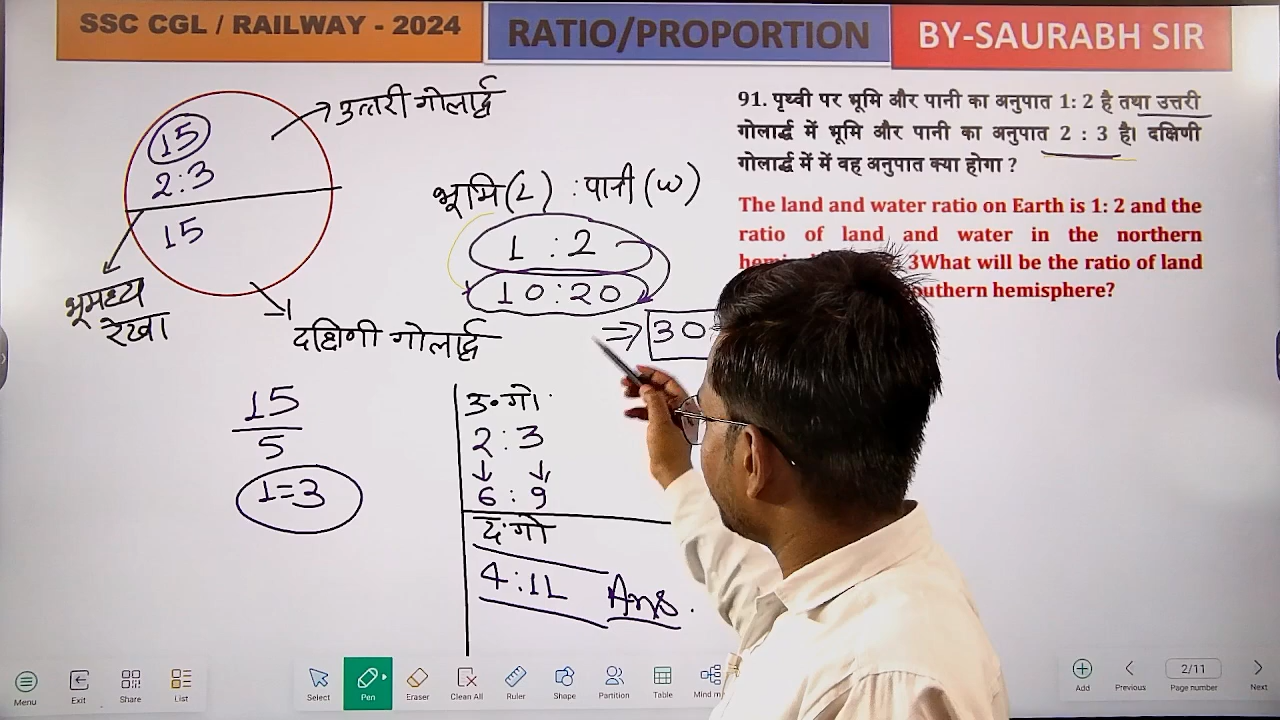 SSC CGL / RAILWAY - 2024
RATIO/PROPORTION
BY-SAURABH SIR
91. पृथ्वी पर भूमि और पानी का अनुपात 1: 2 है तथा उत्तरी
गोलार्द्ध में भूमि और पानी का अनुपात 2 : 3 है। दक्षिणी
गोलार्द्ध में में वह अनुपात क्या होगा ?
The land and water ratio on Earth is 1: 2 and the
ratio of land and water in the northern
3What will be the ratio of land
southern hemisphere?
उत्तरी गोलार्द्ध
15
2:3
15
भूमध्य
रेखा
दक्षिणी गोलार्द्ध
भूमि(L) : पानी(W)
1 : 2
10:20
⇒ 30
15
5
1=3
उ॰गो॰
2:3
↓ ↓
6 : 9
द॰गो
4:11 Ans.
Menu
Exit
Share
List
Select
Pen
Eraser
Clean All
Ruler
Shape
Partition
Table
Mind m
Add
Previous
2/11
Page number
Next